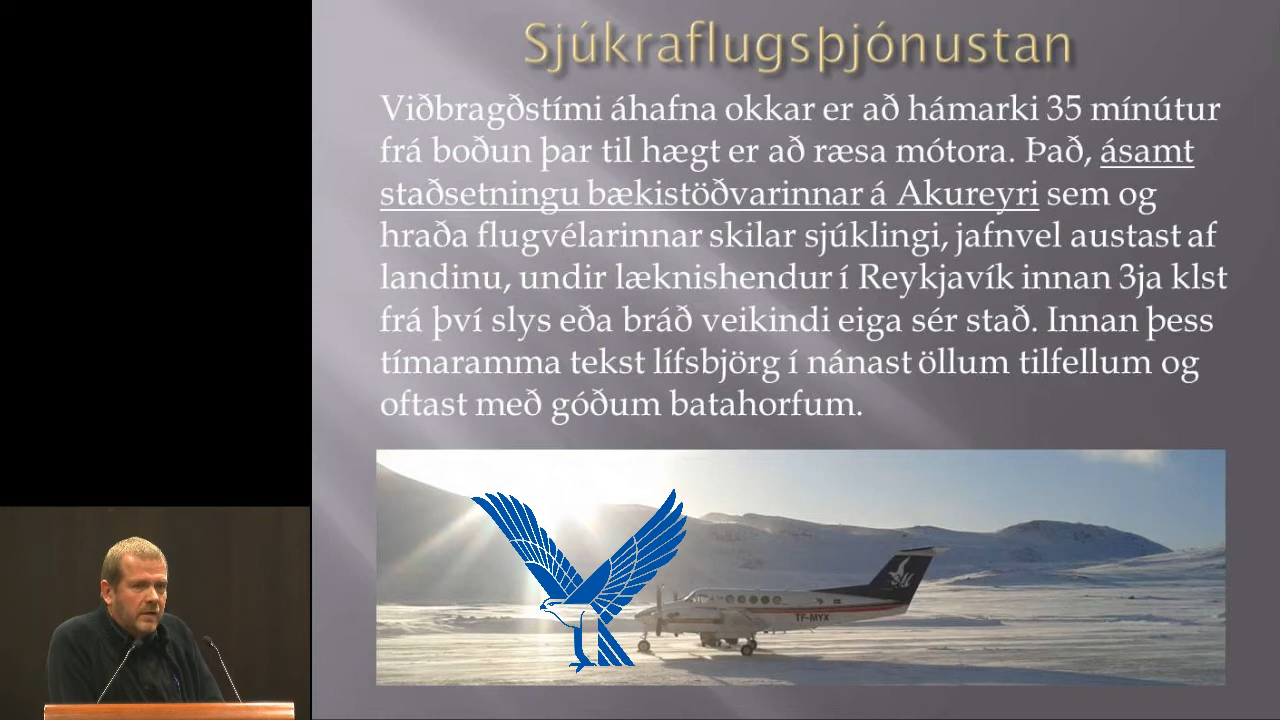 Sjúkraflugsþjónustan
Viðbragðstími áhafna okkar er að hámarki 35 mínútur
frá boðun þar til hægt er að ræsa mótora. Það, ásamt
staðsetningu bækistöðvarinnar á Akureyri sem og
hraða flugvélarinnar skilar sjúklingi, jafnvel austast af
landinu, undir læknishendur í Reykjavík innan 3ja klst
frá því slys eða bráð veikindi eiga sér stað. Innan þess
tímaramma tekst lífsbjörg í nánast öllum tilfellum og
oftast með góðum batahorfum.
TF-MYX